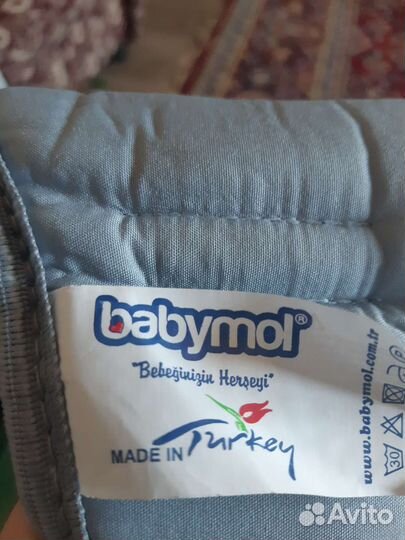 babymol®
"Bebeğinizin Herşeyi"
MADE IN Turkey
www.babymol.com.tr
30
Avito